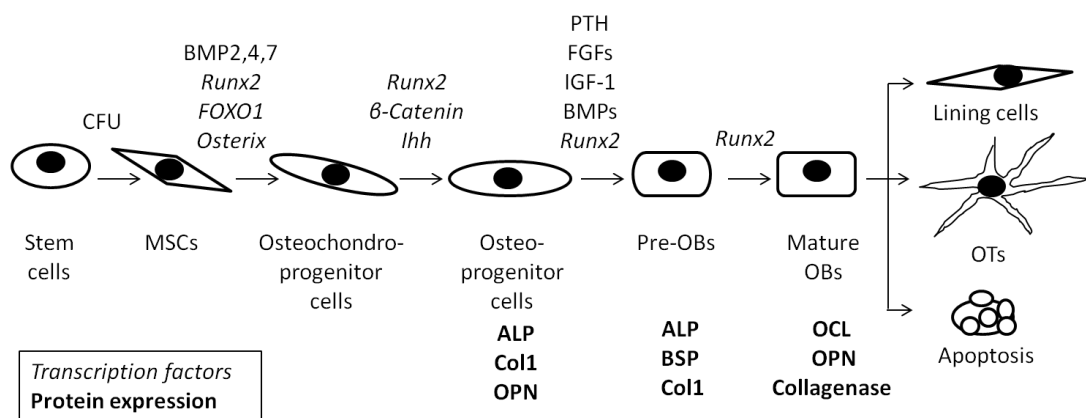 CFU
BMP2,4,7
Runx2
FOXO1
Osterix
Runx2
β-Catenin
Ihh
PTH
FGFs
IGF-1
BMPs
Runx2
Runx2
Stem
cells
MSCs
Osteochondro-
progenitor
cells
Osteo-
progenitor
cells
Pre-OBs
Mature
OBs
Lining cells
OTs
Apoptosis
ALP
Col1
OPN
ALP
BSP
Col1
OCL
OPN
Collagenase
Transcription factors
Protein expression